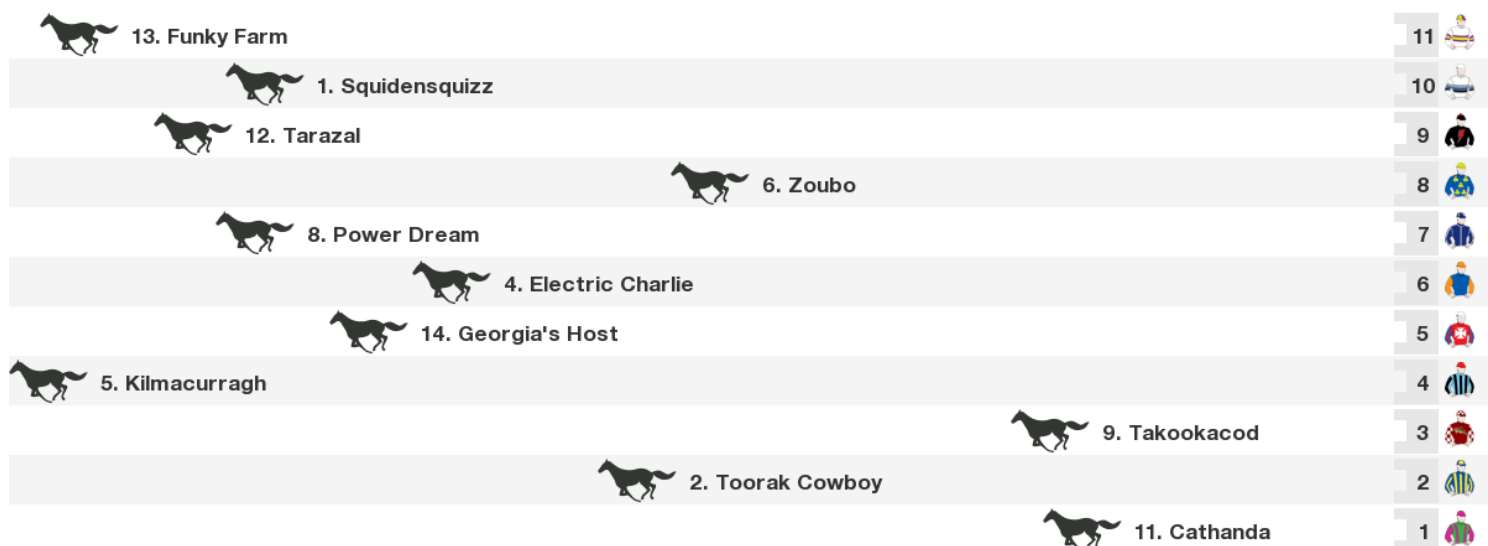 13. Funky Farm 11
1. Squidensquizz 10
12. Tarazal 9
6. Zoubo 8
8. Power Dream 7
4. Electric Charlie 6
14. Georgia's Host 5
5. Kilmacurragh 4
9. Takookacod 3
2. Toorak Cowboy 2
11. Cathanda 1